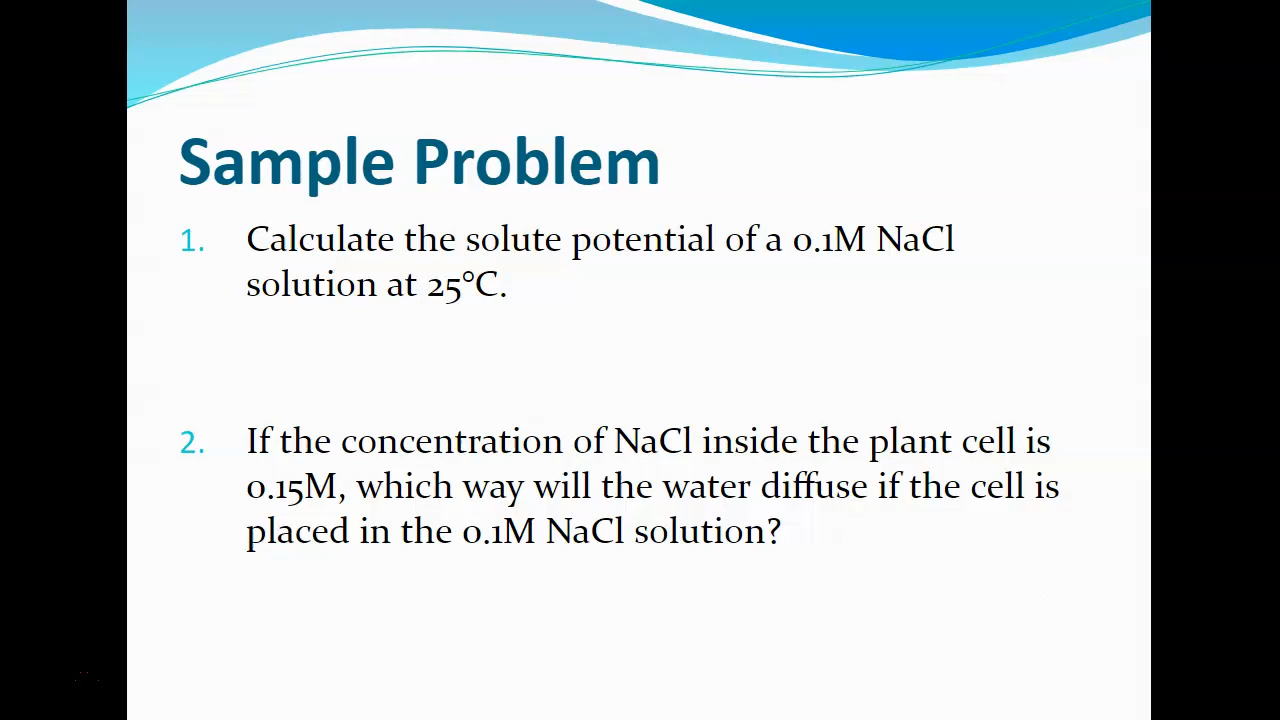 Sample Problem
1. Calculate the solute potential of a 0.1M NaCl
solution at 25°C.
2. If the concentration of NaCl inside the plant cell is
0.15M, which way will the water diffuse if the cell is
placed in the 0.1M NaCl solution?